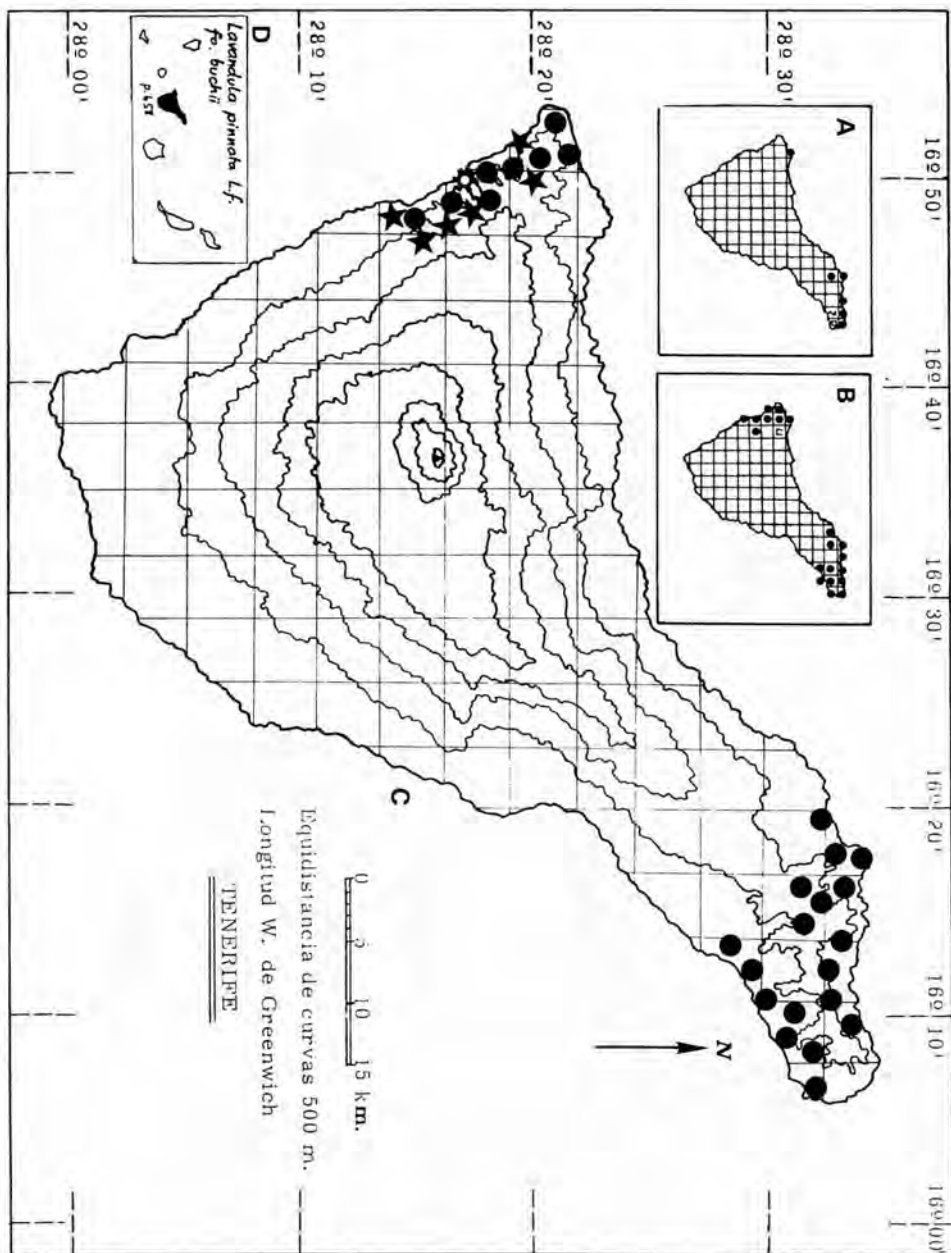 16º 50'
16º 40'
16º 30'
16º 20'
16º 10'
16º 00'
28º 30'
28º 20'
28º 10'
28º 00'
A
B
C
0 5 10 15 km.
Equidistancia de curvas 500 m.
Longitud W. de Greenwich
TENERIFE
N
D
Lavandula pinnata L.f.
fo. buchii